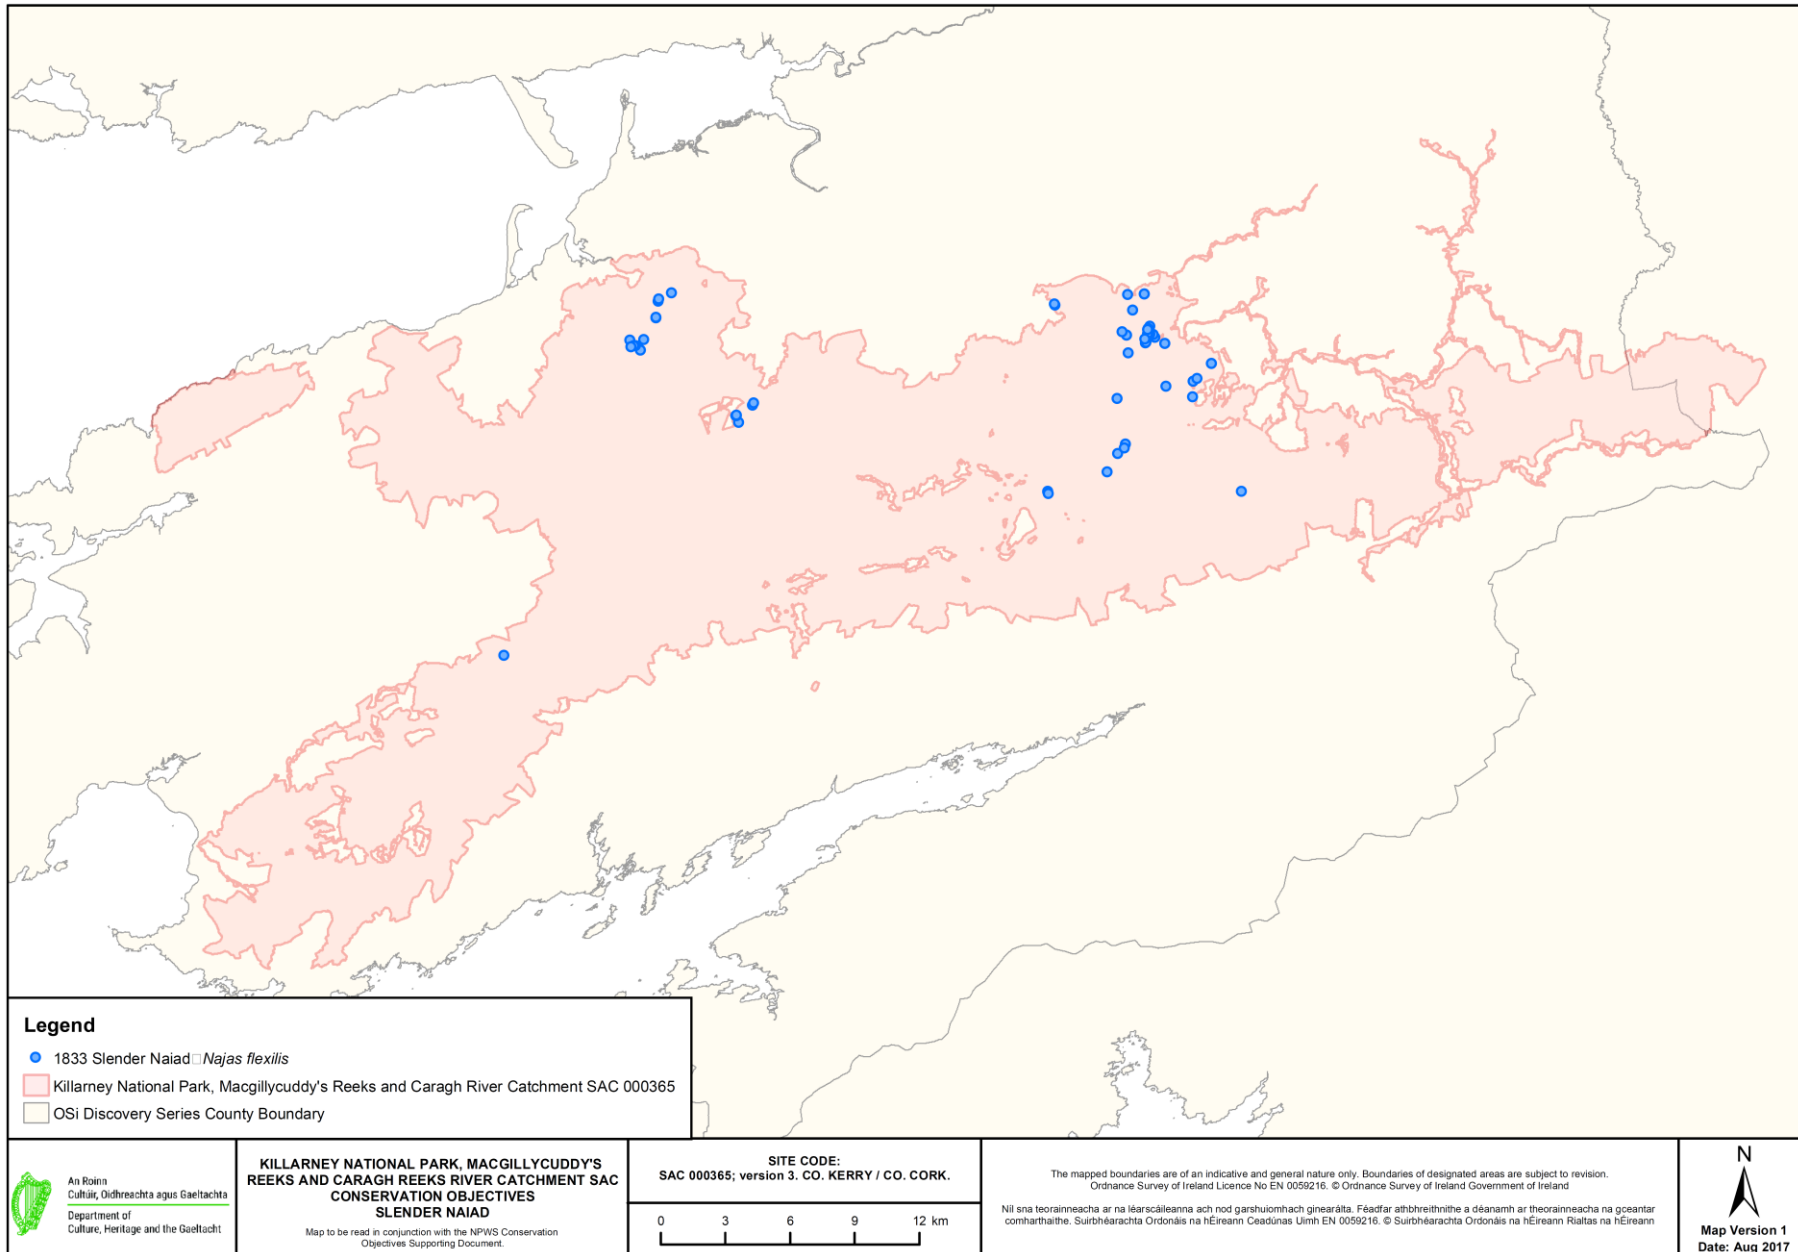 Legend
1833 Slender Naiad□Najas flexilis
Killarney National Park, Macgillycuddy's Reeks and Caragh River Catchment SAC 000365
OSi Discovery Series County Boundary
An Roinn
Cultúir, Oidhreachta agus Gaeltachta
Department of
Culture, Heritage and the Gaeltacht
KILLARNEY NATIONAL PARK, MACGILLYCUDDY'S
REEKS AND CARAGH REEKS RIVER CATCHMENT SAC
CONSERVATION OBJECTIVES
SLENDER NAIAD
Map to be read in conjunction with the NPWS Conservation
Objectives Supporting Document.
SITE CODE:
SAC 000365; version 3. CO. KERRY / CO. CORK.
0 3 6 9 12 km
The mapped boundaries are of an indicative and general nature only. Boundaries of designated areas are subject to revision.
Ordnance Survey of Ireland Licence No EN 0059216. © Ordnance Survey of Ireland Government of Ireland
Níl sna teorainneacha ar na léarscáileanna ach nod garshuiomhach ginearálta. Féadfar athbhreithnithe a déanamh ar theorainneacha na gceantar
comharthaithe. Suirbhéarachta Ordonáis na hÉireann Ceadúnas Uimh EN 0059216. © Suirbhéarachta Ordonáis na hÉireann Rialtas na hÉireann
N
Map Version 1
Date: Aug 2017